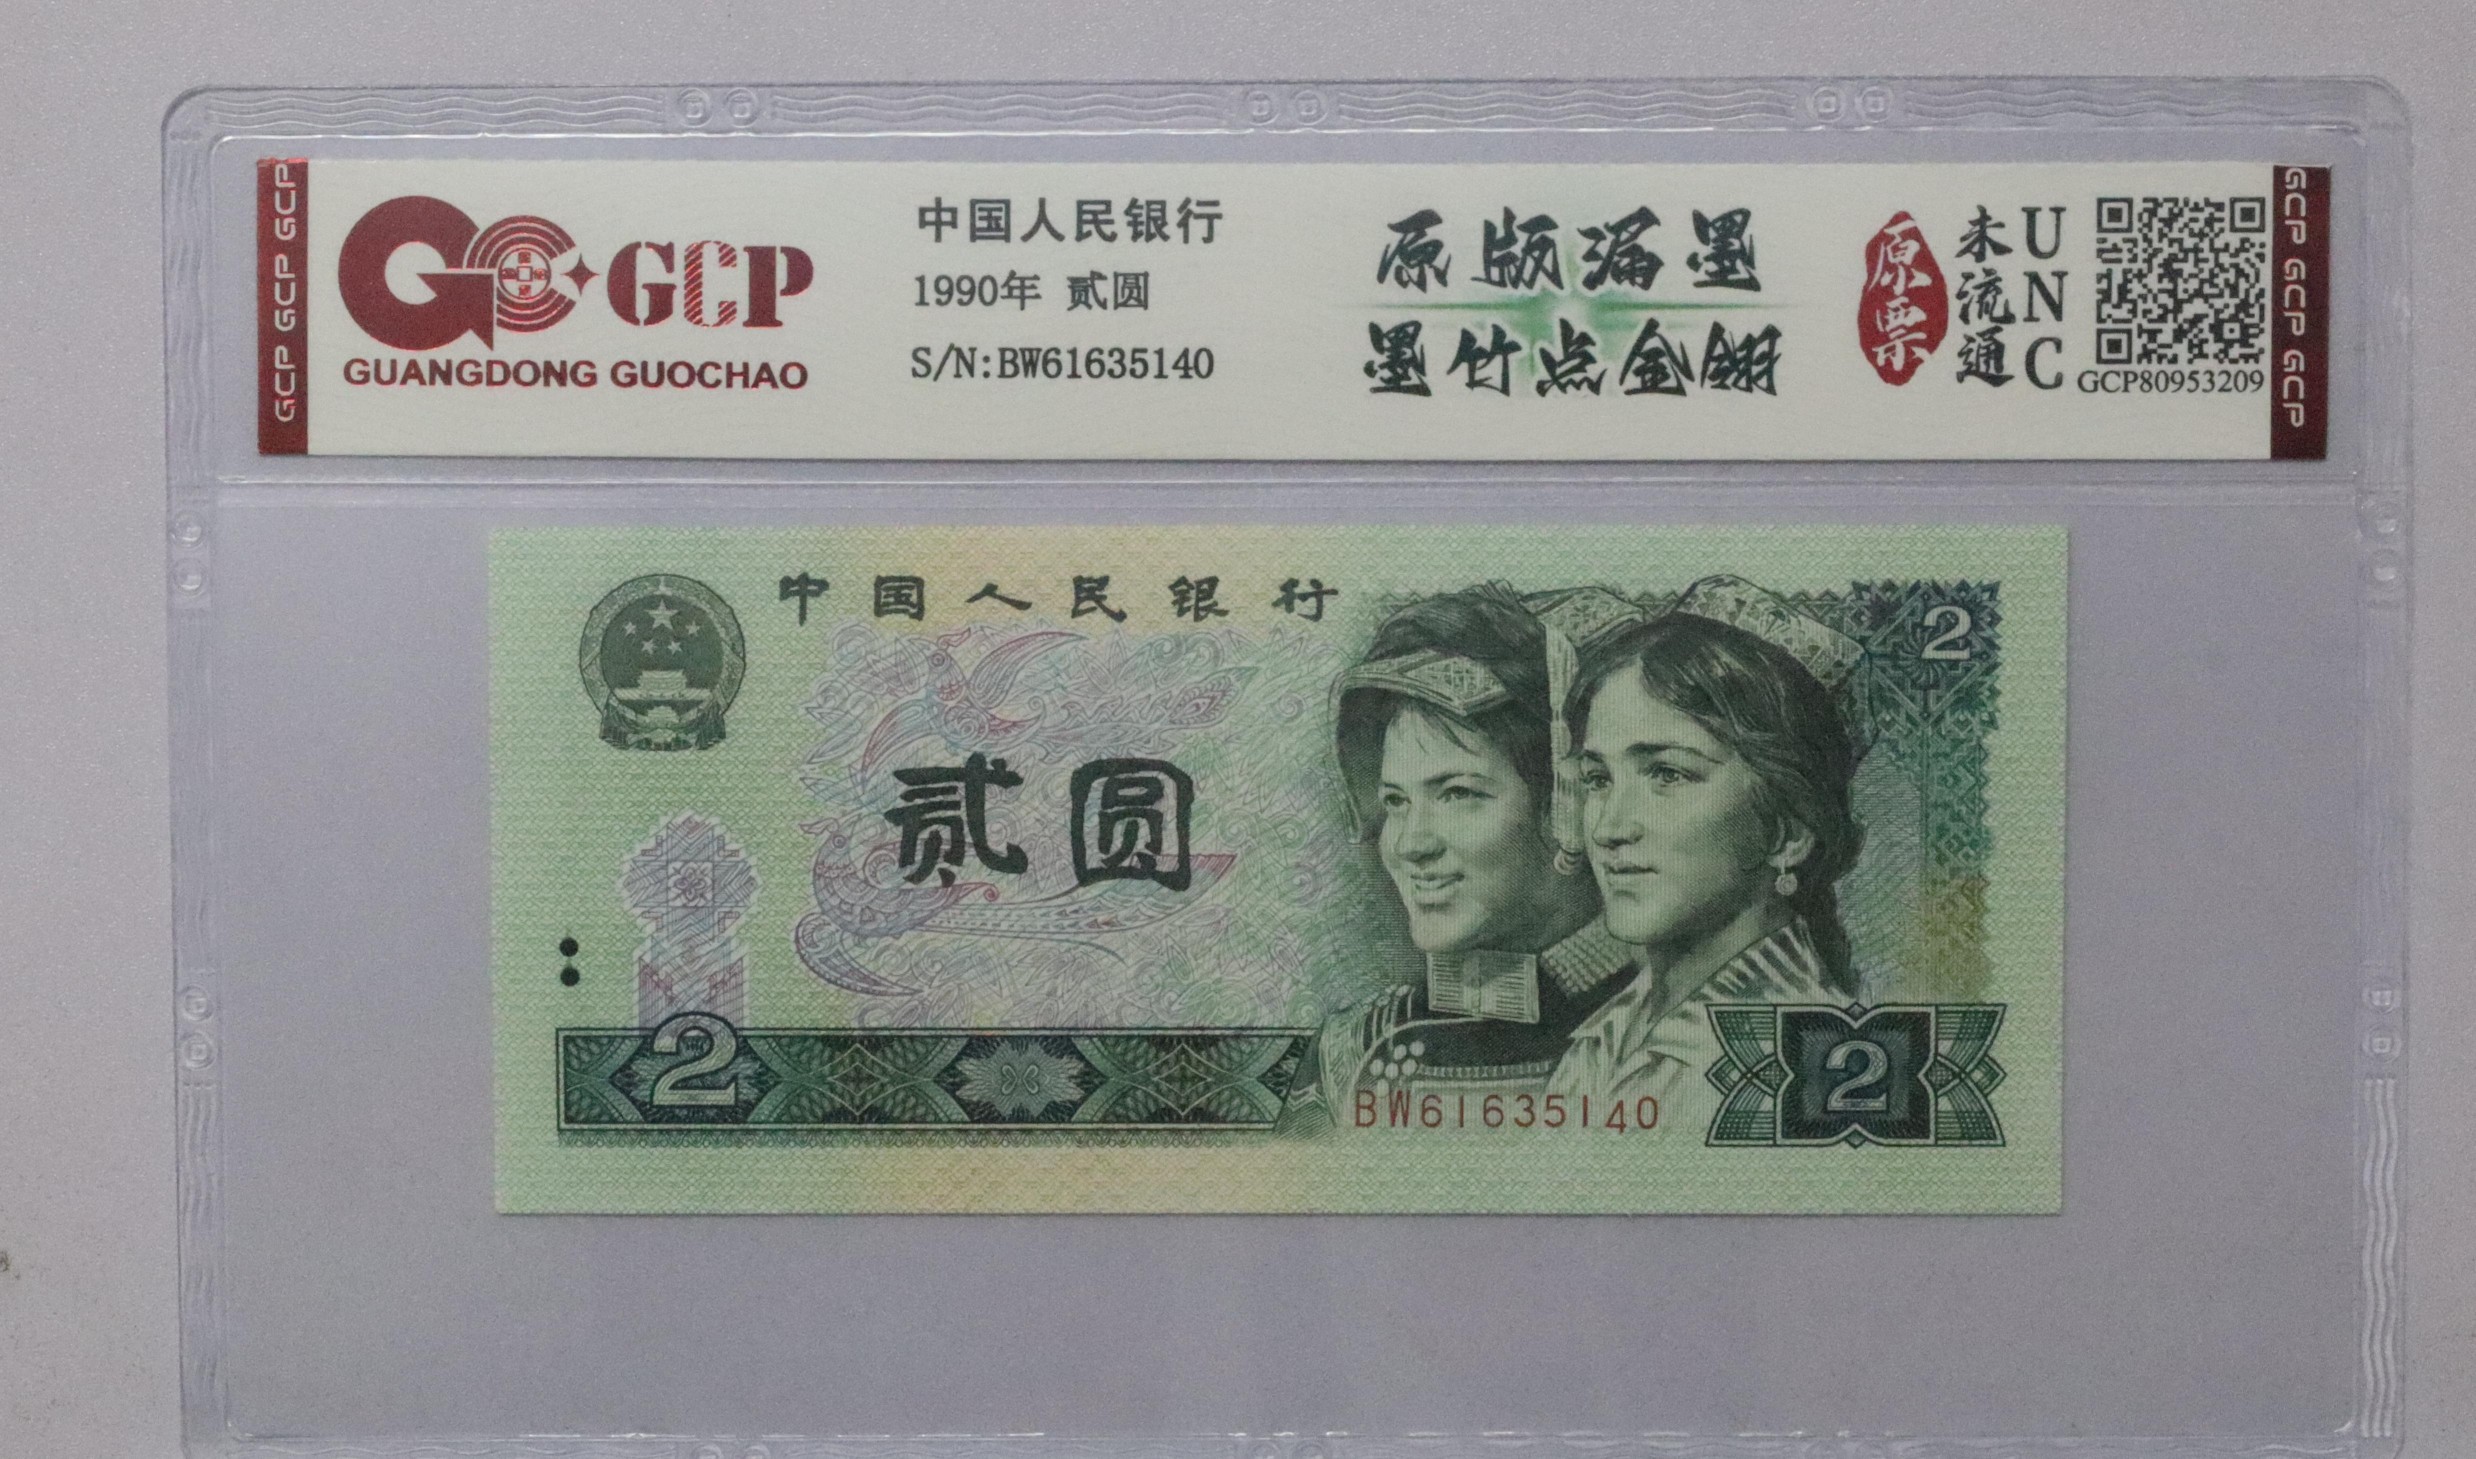 GCP GCP GCP
GCP
GUANGDONG GUOCHAO
中国人民银行
1990年 贰圆
S/N:BW61635140
原版漏墨
墨竹点金翎
原票
未流通
UNC
GCP80953209
GCP GCP GCP
中国人民银行
2
贰圆
2
BW61635140
2